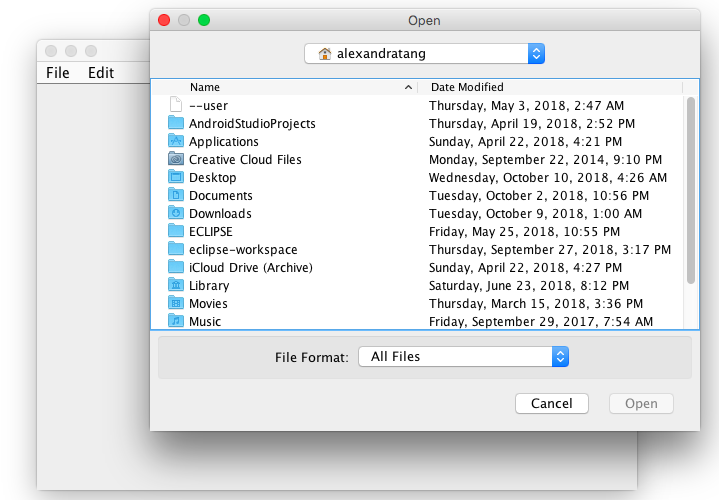 Open
alexandratang
File Edit
Name Date Modified
--user Thursday, May 3, 2018, 2:47 AM
AndroidStudioProjects Thursday, April 19, 2018, 2:52 PM
Applications Sunday, April 22, 2018, 4:21 PM
Creative Cloud Files Monday, September 22, 2014, 9:10 PM
Desktop Wednesday, October 10, 2018, 4:26 AM
Documents Tuesday, October 2, 2018, 10:56 PM
Downloads Tuesday, October 9, 2018, 1:00 AM
ECLIPSE Friday, May 25, 2018, 10:55 PM
eclipse-workspace Thursday, September 27, 2018, 3:17 PM
iCloud Drive (Archive) Sunday, April 22, 2018, 4:27 PM
Library Saturday, June 23, 2018, 8:12 PM
Movies Thursday, March 15, 2018, 3:36 PM
Music Friday, September 29, 2017, 7:54 AM
File Format: All Files
Cancel Open